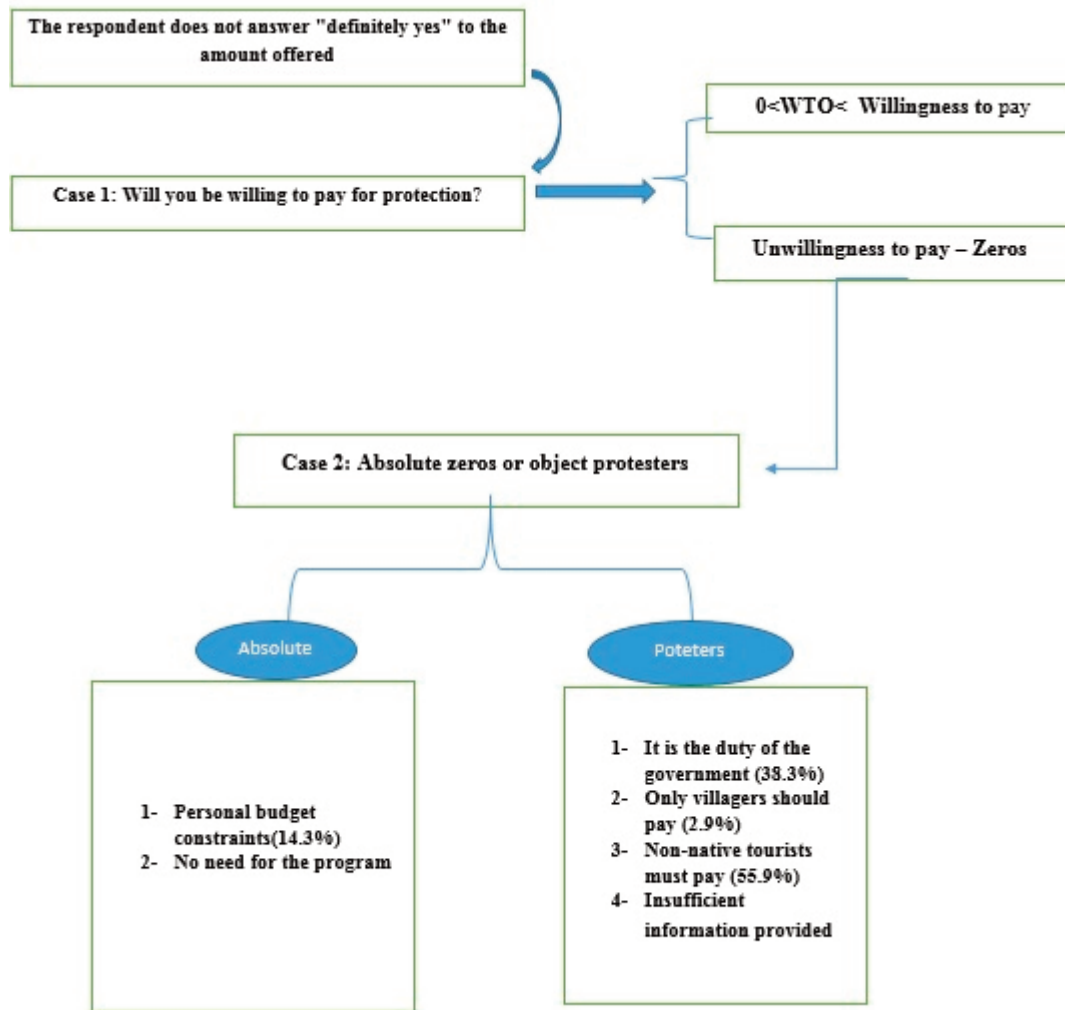 The respondent does not answer "definitely yes" to the
amount offered
0<WTO< Willingness to pay
Case 1: Will you be willing to pay for protection?
Unwillingness to pay – Zeros
Case 2: Absolute zeros or object protesters
Absolute
Poteters
1- Personal budget
constraints(14.3%)
2- No need for the program
1- It is the duty of the
government (38.3%)
2- Only villagers should
pay (2.9%)
3- Non-native tourists
must pay (55.9%)
4- Insufficient
information provided